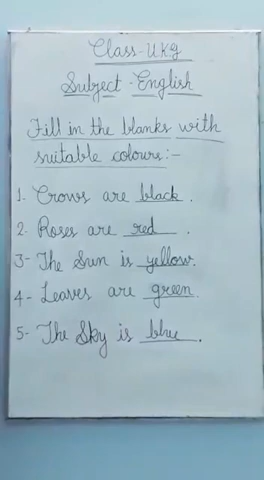 Class-UKG
Subject-English
Fill in the blanks with
suitable colours:-
1- Crows are black.
2- Roses are red.
3- The Sun is yellow.
4- Leaves are green.
5- The Sky is blue.